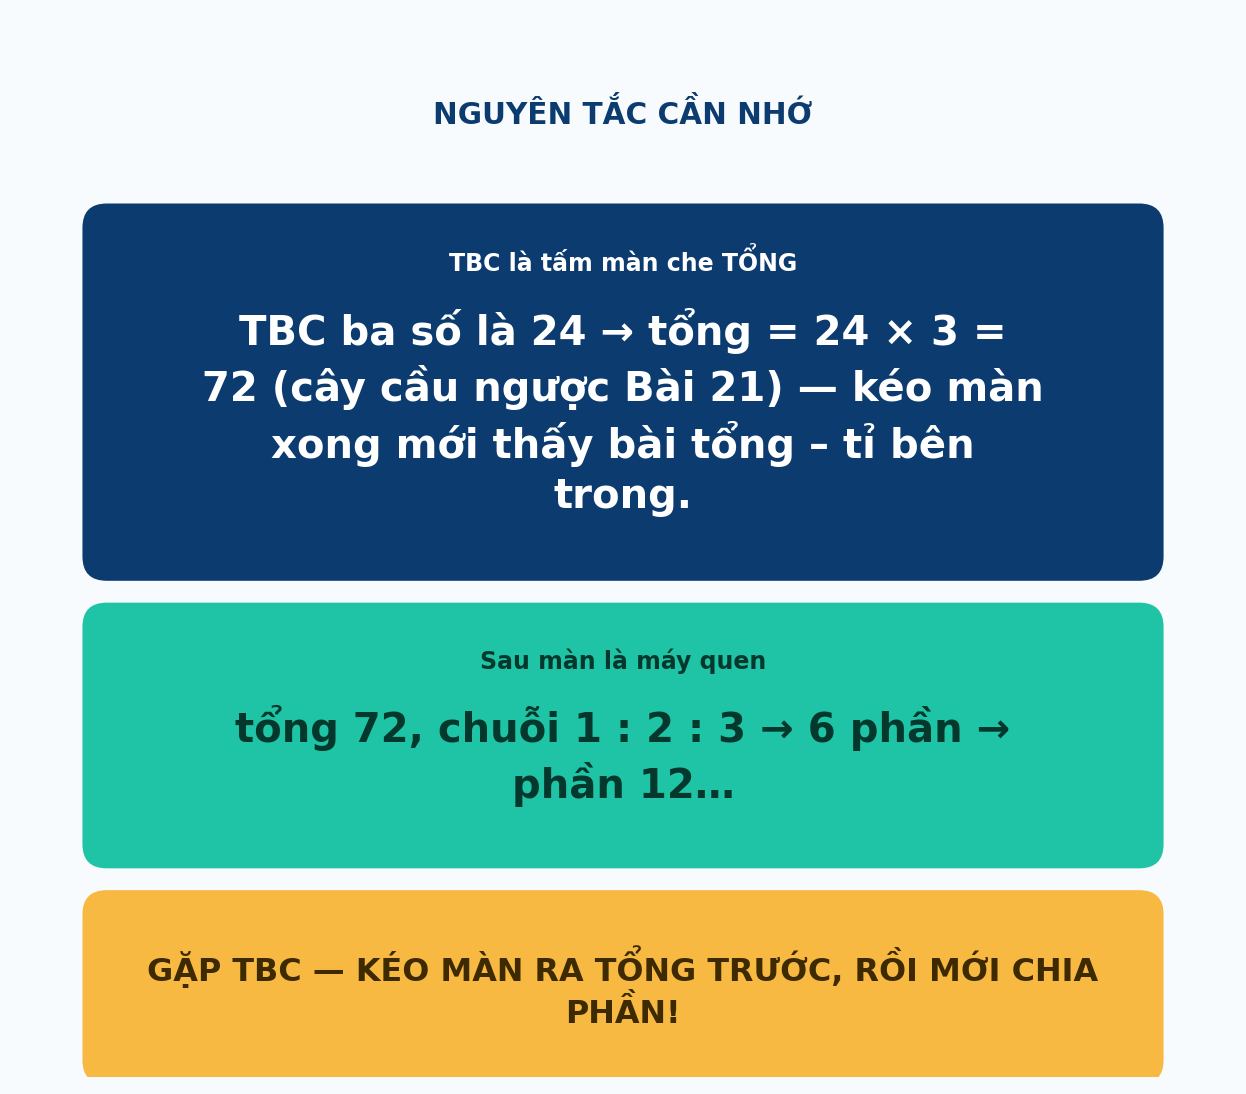 NGUYÊN TẮC CẦN NHỚ
TBC là tấm màn che TỔNG
TBC ba số là 24 → tổng = 24 × 3 =
72 (cây cầu ngược Bài 21) — kéo màn
xong mới thấy bài tổng – tỉ bên
trong.
Sau màn là máy quen
tổng 72, chuỗi 1 : 2 : 3 → 6 phần →
phần 12…
GẶP TBC — KÉO MÀN RA TỔNG TRƯỚC, RỒI MỚI CHIA
PHẦN!